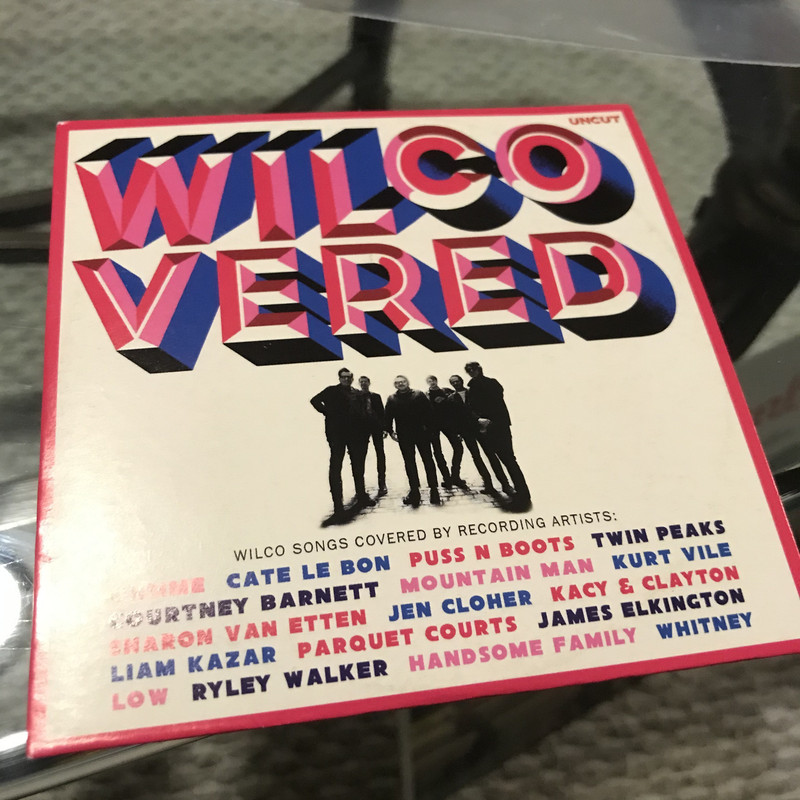 UNCUT
WILCO
VERED
WILCO SONGS COVERED BY RECORDING ARTISTS:
CATE LE BON PUSS N BOOTS TWIN PEAKS
COURTNEY BARNETT MOUNTAIN MAN KURT VILE
SHARON VAN ETTEN JEN CLOHER KACY & CLAYTON
LIAM KAZAR PARQUET COURTS JAMES ELKINGTON
LOW RYLEY WALKER HANDSOME FAMILY WHITNEY